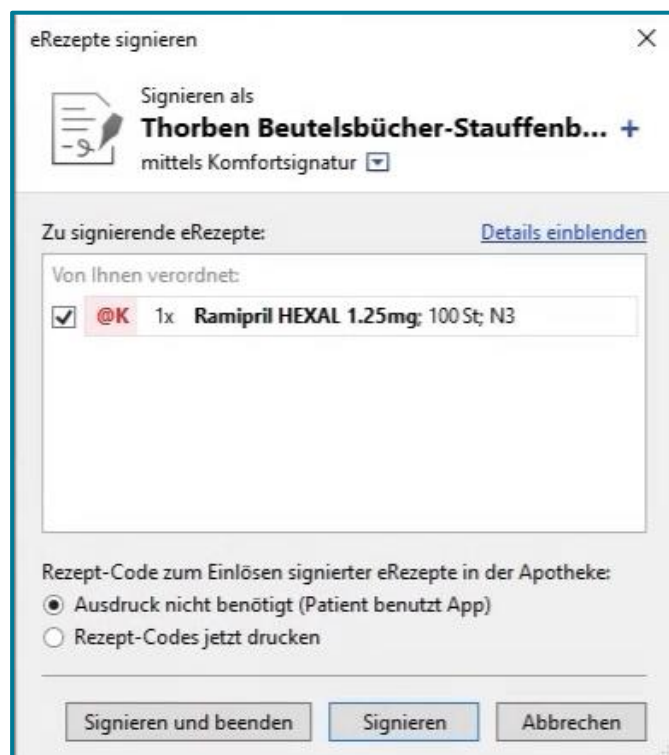 eRezepte signieren
Signieren als
Thorben Beutelsbücher-Stauffenb... +
mittels Komfortsignatur
Zu signierende eRezepte: Details einblenden
Von Ihnen verordnet:
@K 1x Ramipril HEXAL 1.25mg; 100 St; N3
Rezept-Code zum Einlösen signierter eRezepte in der Apotheke:
Ausdruck nicht benötigt (Patient benutzt App)
Rezept-Codes jetzt drucken
Signieren und beenden Signieren Abbrechen